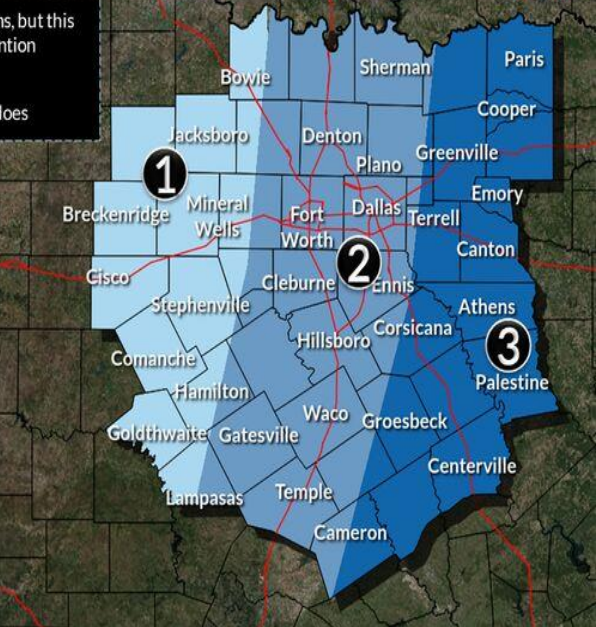 ns, but this
ntion
does
Paris
Sherman
Bowie
Cooper
Jacksboro
Denton
Plano
Greenville
1
Emory
Mineral
Wells
Breckenridge
Fort
Worth
Dallas
Terrell
Canton
2
Cisco
Cleburne
Ennis
Stephenville
Athens
Corsicana
Hillsboro
3
Comanche
Palestine
Hamilton
Waco
Groesbeck
Goldthwaite
Gatesville
Centerville
Lampasas
Temple
Cameron